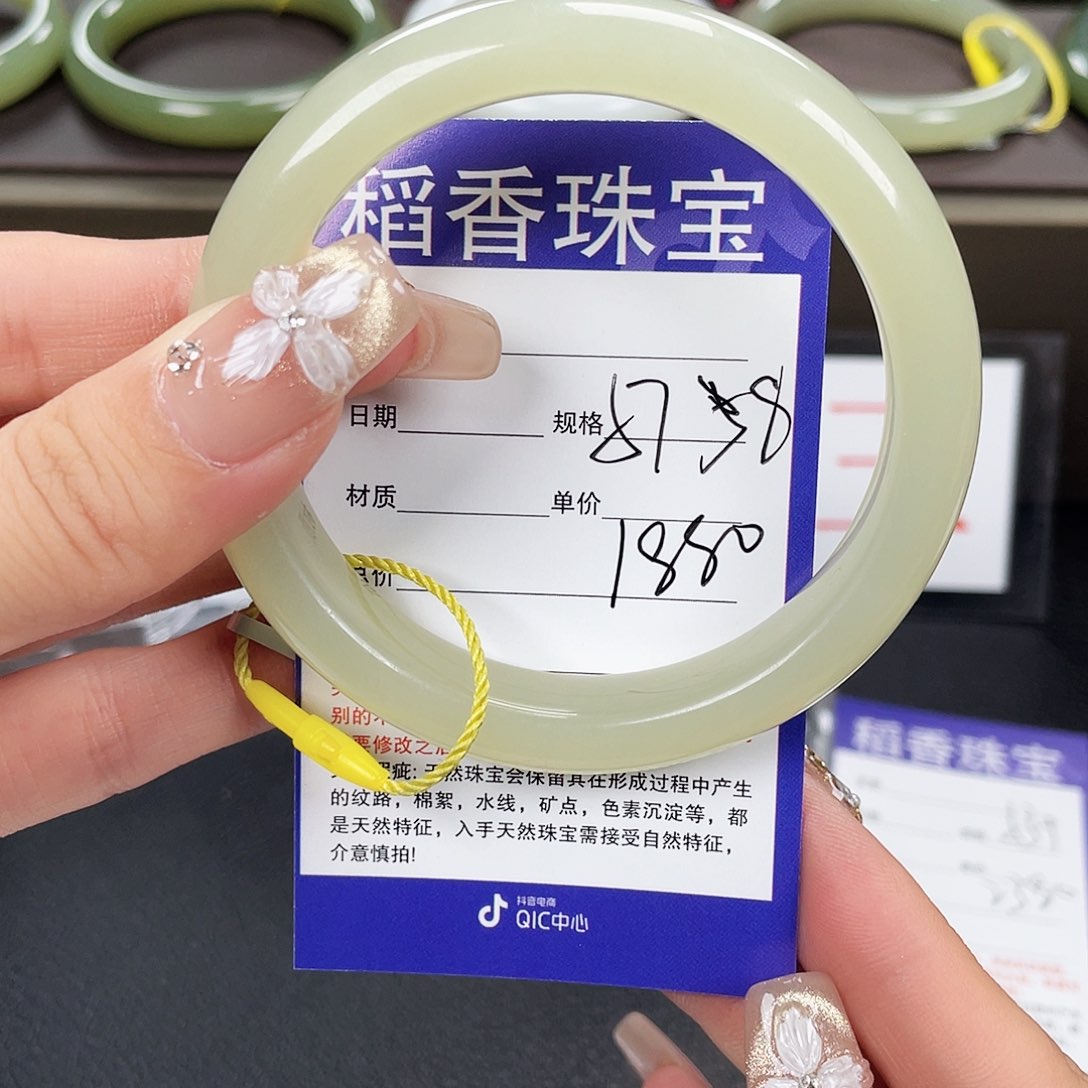 稻香珠宝
日期 规格
材质 单价 1880
总价
别的不
要修改之后
瑕疵: 天然珠宝会保留其在形成过程中产生
的纹路，棉絮，水线，矿点，色素沉淀等，都
是天然特征，入手天然珠宝需接受自然特征，
介意慎拍!
抖音电商
QIC中心
稻香珠宝